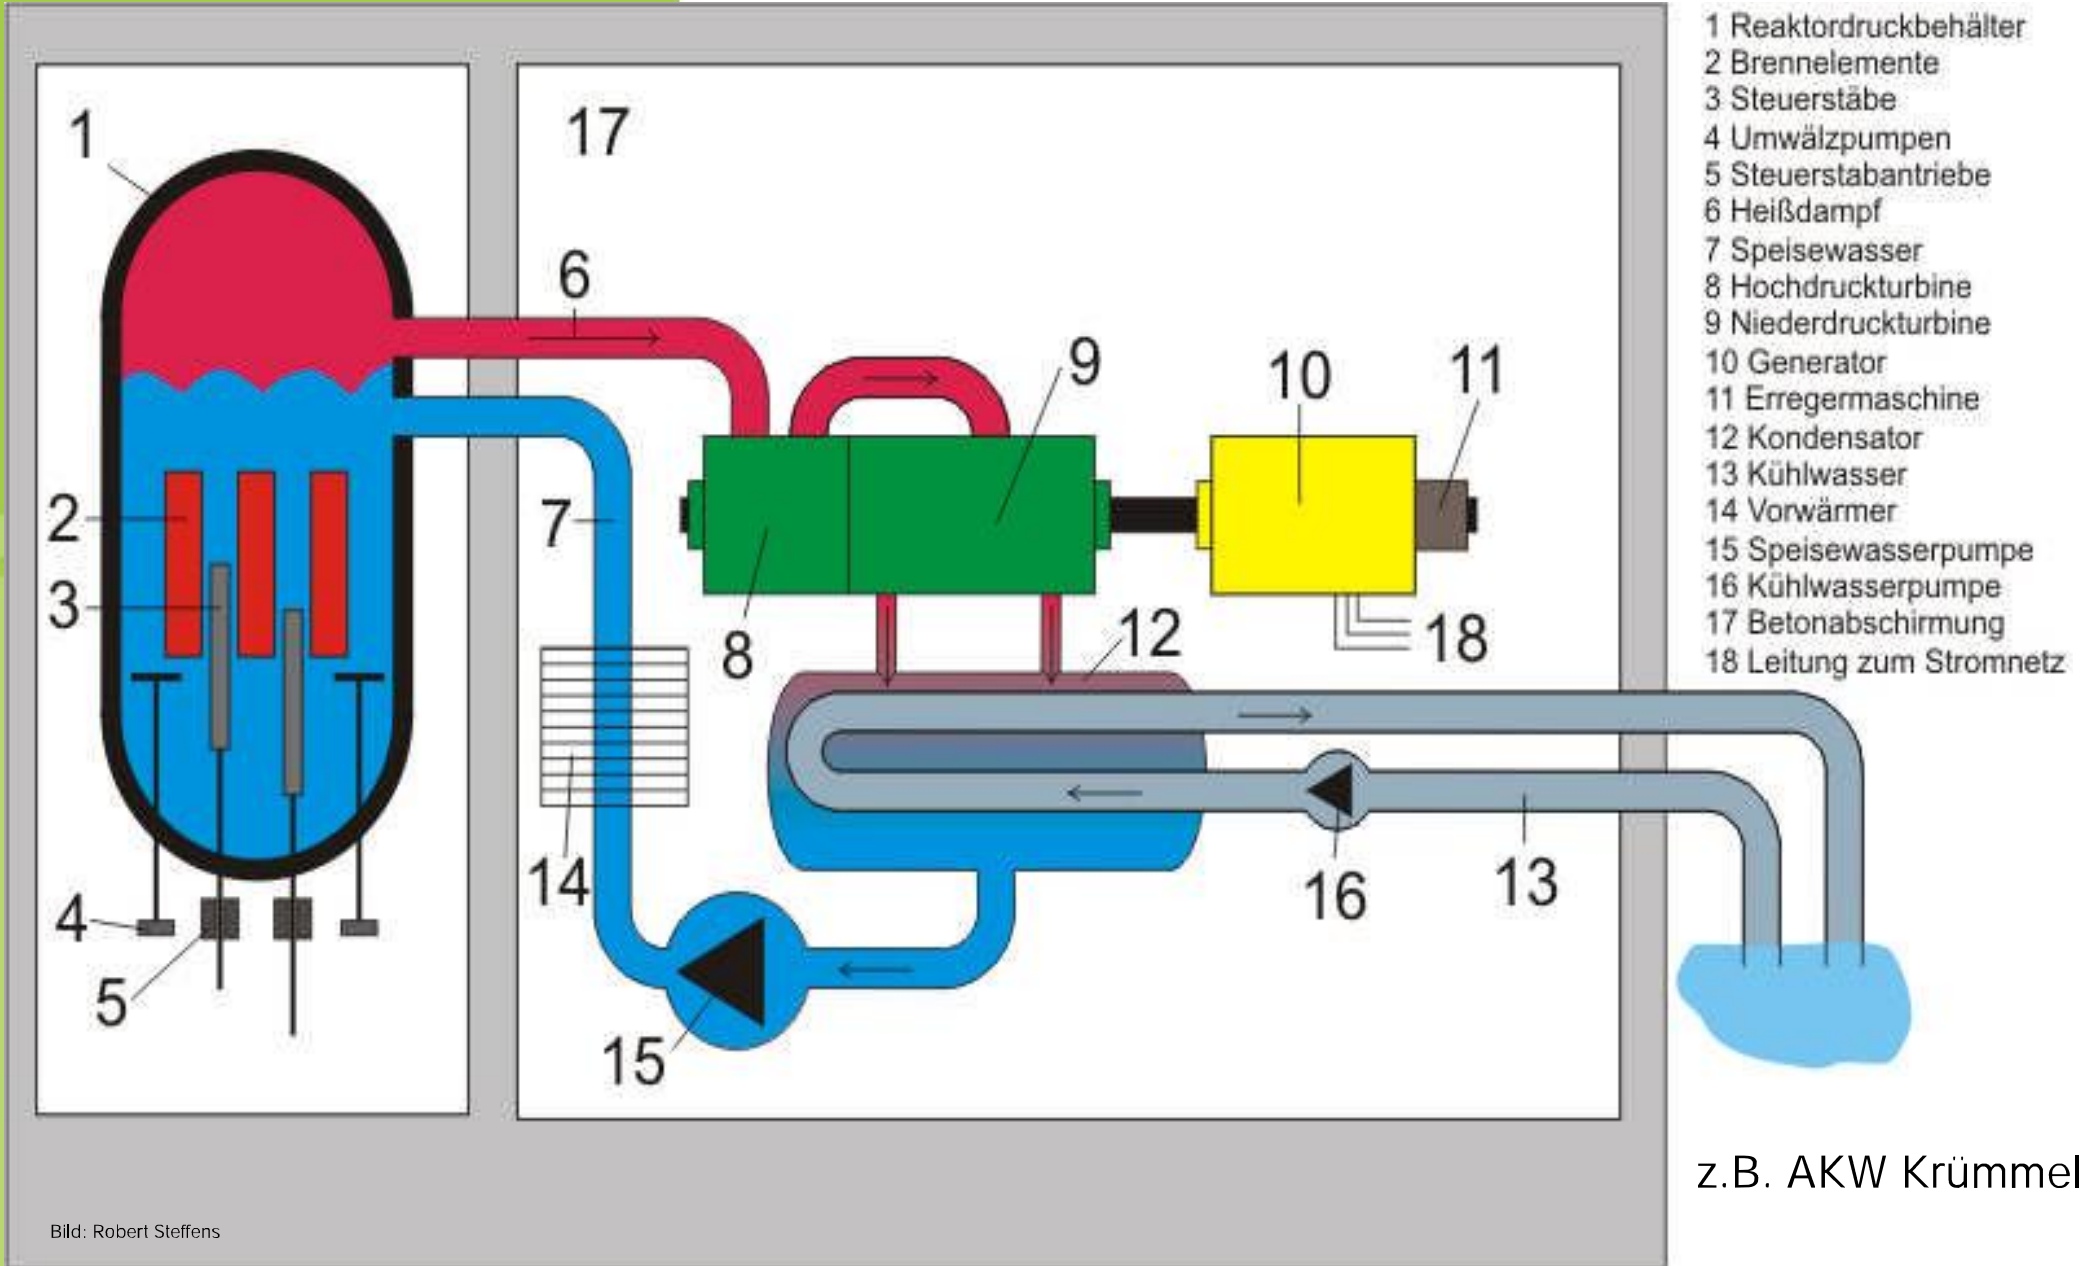 1 Reaktordruckbehälter
2 Brennelemente
3 Steuerstäbe
4 Umwälzpumpen
5 Steuerstabantriebe
6 Heißdampf
7 Speisewasser
8 Hochdruckturbine
9 Niederdruckturbine
10 Generator
11 Erregermaschine
12 Kondensator
13 Kühlwasser
14 Vorwärmer
15 Speisewasserpumpe
16 Kühlwasserpumpe
17 Betonabschirmung
18 Leitung zum Stromnetz
1
17
6
9
10
11
2
7
3
8
12
18
14
16
13
4
5
15
z.B. AKW Krümmel
Bild: Robert Steffens